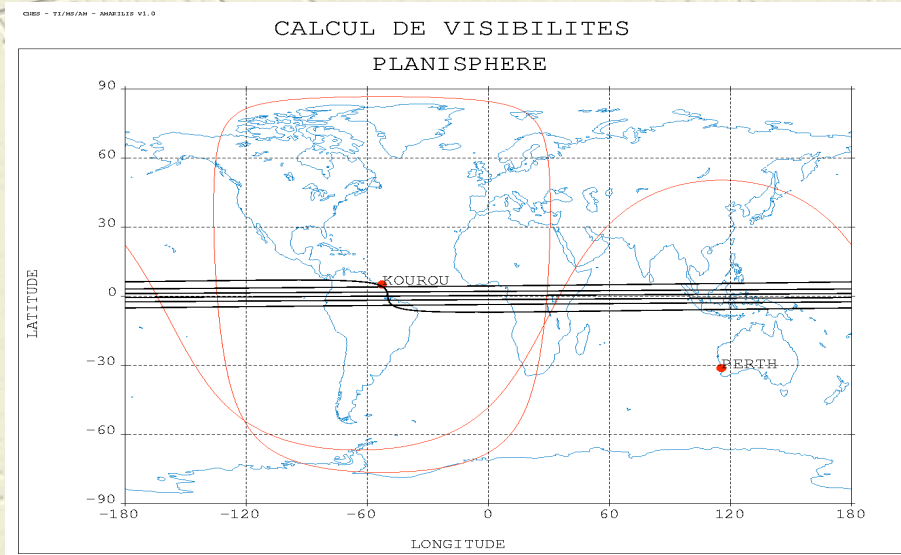 CNES - TI/MS/AM - AMARILIS V1.0
CALCUL DE VISIBILITES
PLANISPHERE
90
60
30
0
-30
-60
-90
LATITUDE
KOUROU
PERTH
-180 -120 -60 0 60 120 180
LONGITUDE